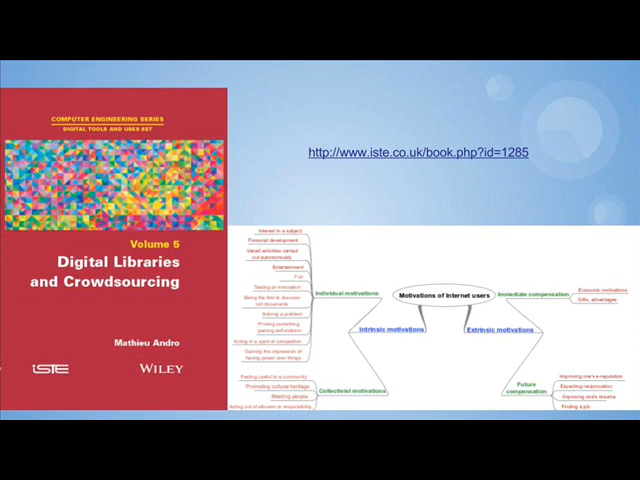 COMPUTER ENGINEERING SERIES
DIGITAL TOOLS AND USES SET
Volume 5
Digital Libraries
and Crowdsourcing
Mathieu Andro
ISTE
WILEY
http://www.iste.co.uk/book.php?id=1285
Motivations of Internet users
Intrinsic motivations
Individual motivations
Interest in a subject
Personal development
Varied activities carried
out autonomously
Entertainment
Fun
Testing an innovation
Being the first to discover
old documents
Solving a problem
Proving something,
gaining self-esteem
Acting in a spirit of competition
Gaining the impression of
having power over things
Collectivist motivations
Feeling useful to a community
Promoting cultural heritage
Meeting people
Acting out of altruism or responsibility
Extrinsic motivations
Immediate compensation
Economic motivations
Gifts, advantages
Future
compensation
Improving one's e-reputation
Expecting reciprocation
Improving one's resume
Finding a job